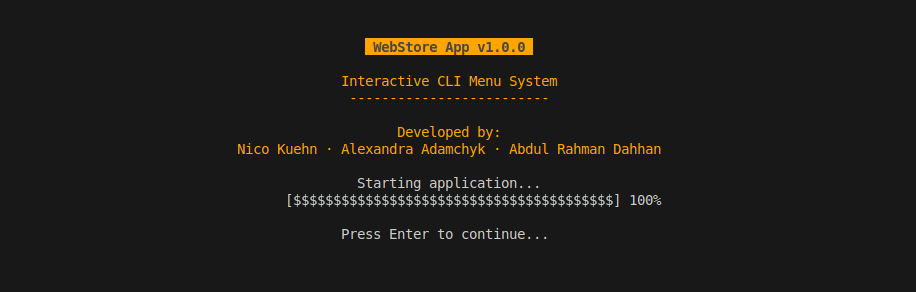 WebStore App v1.0.0
Interactive CLI Menu System
--------------------------
Developed by:
Nico Kuehn · Alexandra Adamchyk · Abdul Rahman Dahhan
Starting application...
[$$$$$$$$$$$$$$$$$$$$$$$$$$$$$$$$$$$$$$$$] 100%
Press Enter to continue...